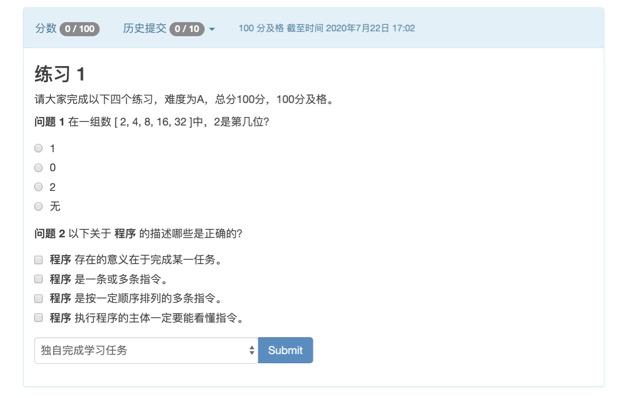 分数 0 / 100 历史提交 0 / 10 100 分及格 截至时间 2020年7月22日 17:02
练习 1
请大家完成以下四个练习，难度为A，总分100分，100分及格。
问题 1 在一组数 [ 2, 4, 8, 16, 32 ]中，2是第几位?
1
0
2
无
问题 2 以下关于 程序 的描述哪些是正确的?
程序 存在的意义在于完成某一任务。
程序 是一条或多条指令。
程序 是按一定顺序排列的多条指令。
程序 执行程序的主体一定要能看懂指令。
独自完成学习任务 Submit